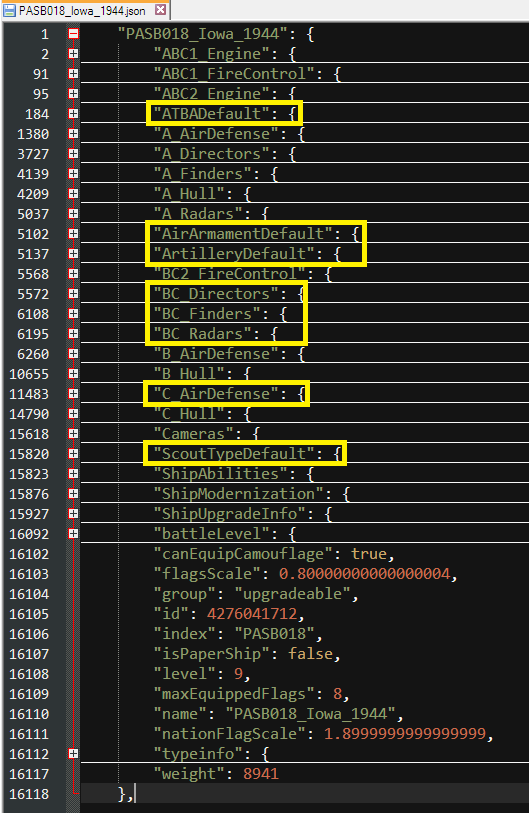 PASB018_Iowa_1944.json
1 "PASB018_Iowa_1944": {
2 "ABC1_Engine": {
91 "ABC1_FireControl": {
95 "ABC2_Engine": {
184 "ATBADefault": {
1380 "A_AirDefense": {
3727 "A_Directors": {
4139 "A_Finders": {
4209 "A_Hull": {
5037 "A_Radars": {
5102 "AirArmamentDefault": {
5137 "ArtilleryDefault": {
5568 "BC2_FireControl": {
5572 "BC_Directors": {
6108 "BC_Finders": {
6195 "BC_Radars": {
6260 "B_AirDefense": {
10655 "B_Hull": {
11483 "C_AirDefense": {
14790 "C_Hull": {
15618 "Cameras": {
15820 "ScoutTypeDefault": {
15823 "ShipAbilities": {
15876 "ShipModernization": {
15927 "ShipUpgradeInfo": {
16092 "battleLevel": {
16102 "canEquipCamouflage": true,
16103 "flagsScale": 0.80000000000000004,
16104 "group": "upgradeable",
16105 "id": 4276041712,
16106 "index": "PASB018",
16107 "isPaperShip": false,
16108 "level": 9,
16109 "maxEquippedFlags": 8,
16110 "name": "PASB018_Iowa_1944",
16111 "nationFlagScale": 1.8999999999999999,
16112 "typeinfo": {
16117 "weight": 8941
16118 },